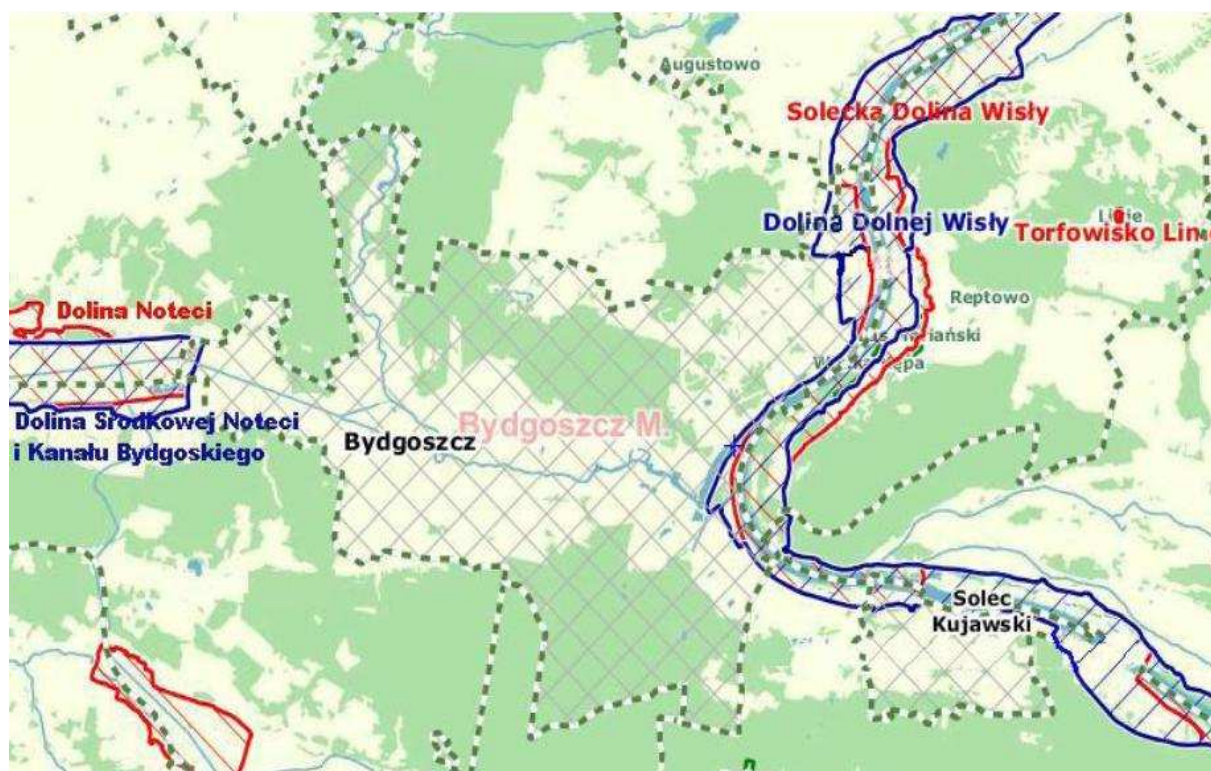 Augustowo
Solecka Dolina Wisły
Dolina Dolnej Wisły
Torfowisko Lin
Reptowo
Dolina Noteci
Dolina Środkowej Noteci
i Kanału Bydgoskiego
Bydgoszcz M.
Bydgoszcz
Solec
Kujawski